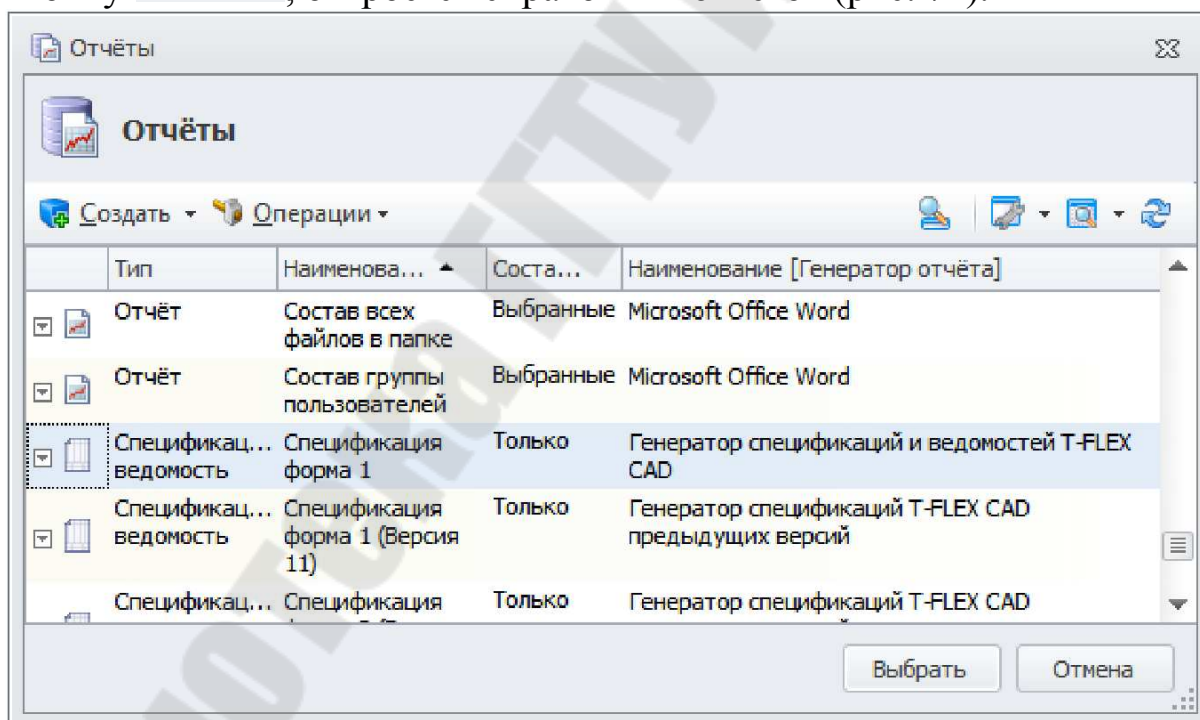 Отчёты
Отчёты
Создать Операции
Тип Наименова... Соста... Наименование [Генератор отчёта]
Отчёт Состав всех Выбранные Microsoft Office Word
файлов в папке
Отчёт Состав группы Выбранные Microsoft Office Word
пользователей
Спецификац... Спецификация Только Генератор спецификаций и ведомостей T-FLEX
ведомость форма 1 CAD
Спецификац... Спецификация Только Генератор спецификаций T-FLEX CAD
ведомость форма 1 (Версия предыдущих версий
11)
Спецификац... Спецификация Только Генератор спецификаций T-FLEX CAD
Выбрать Отмена